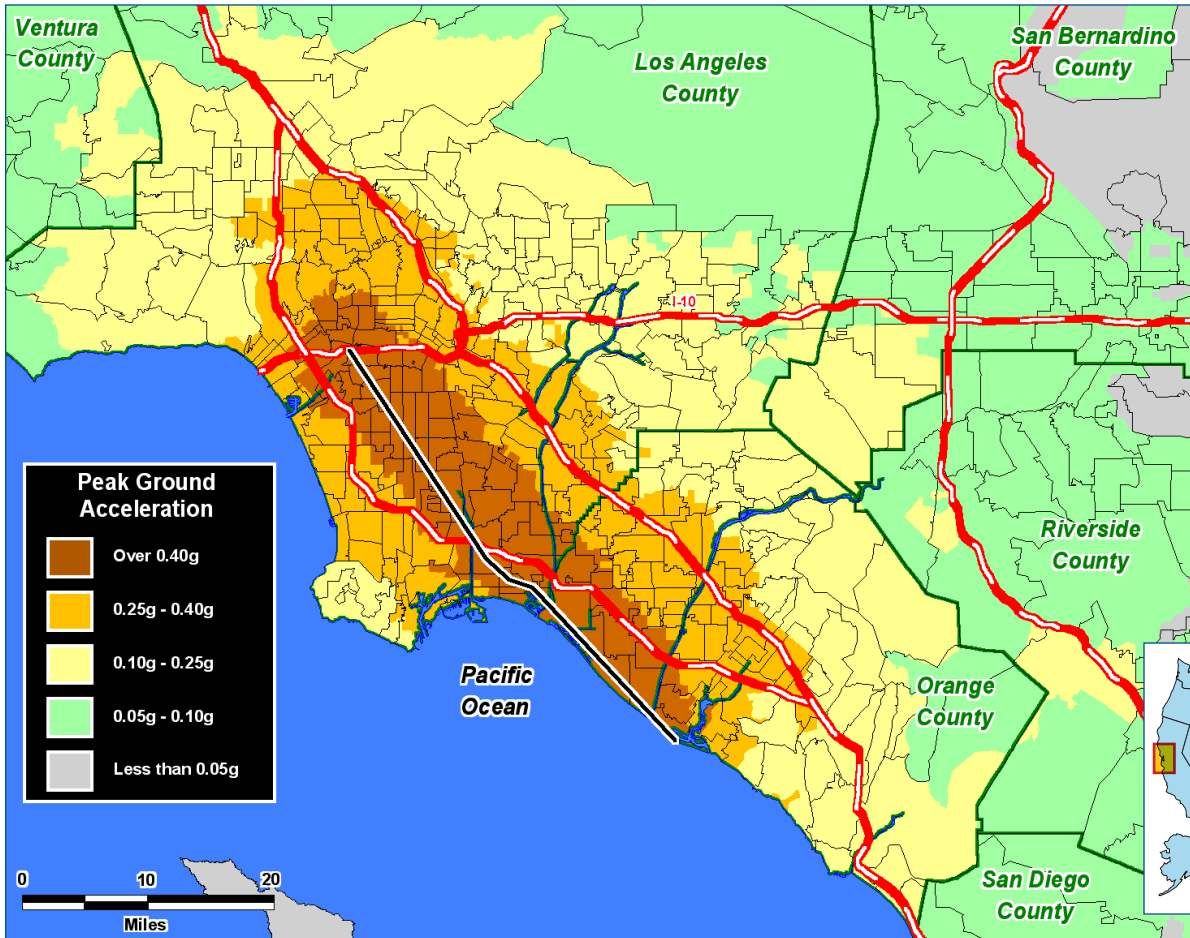 Ventura
County
Los Angeles
County
San Bernardino
County
I-10
Peak Ground
Acceleration
Over 0.40g
0.25g - 0.40g
0.10g - 0.25g
0.05g - 0.10g
Less than 0.05g
Riverside
County
Pacific
Ocean
Orange
County
San Diego
County
0 10 20
Miles